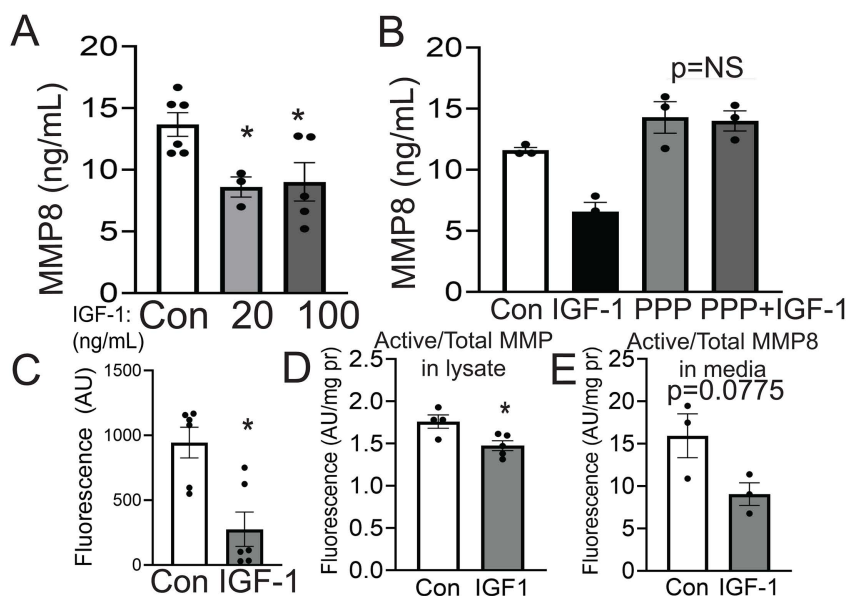 A
MMP8 (ng/mL)
20
15
10
5
0
*
*
IGF-1: Con 20 100
(ng/mL)
B
MMP8 (ng/mL)
20
15
10
5
0
p=NS
Con IGF-1 PPP PPP+IGF-1
C
Fluorescence (AU)
1500
1000
500
0
*
Con IGF-1
D
Active/Total MMP
in lysate
Fluorescence (AU/mg pr)
2.5
2.0
1.5
1.0
0.5
0.0
*
Con IGF1
E
Active/Total MMP8
in media
p=0.0775
Fluorescence (AU/mg pr)
25
20
15
10
5
0
Con IGF-1